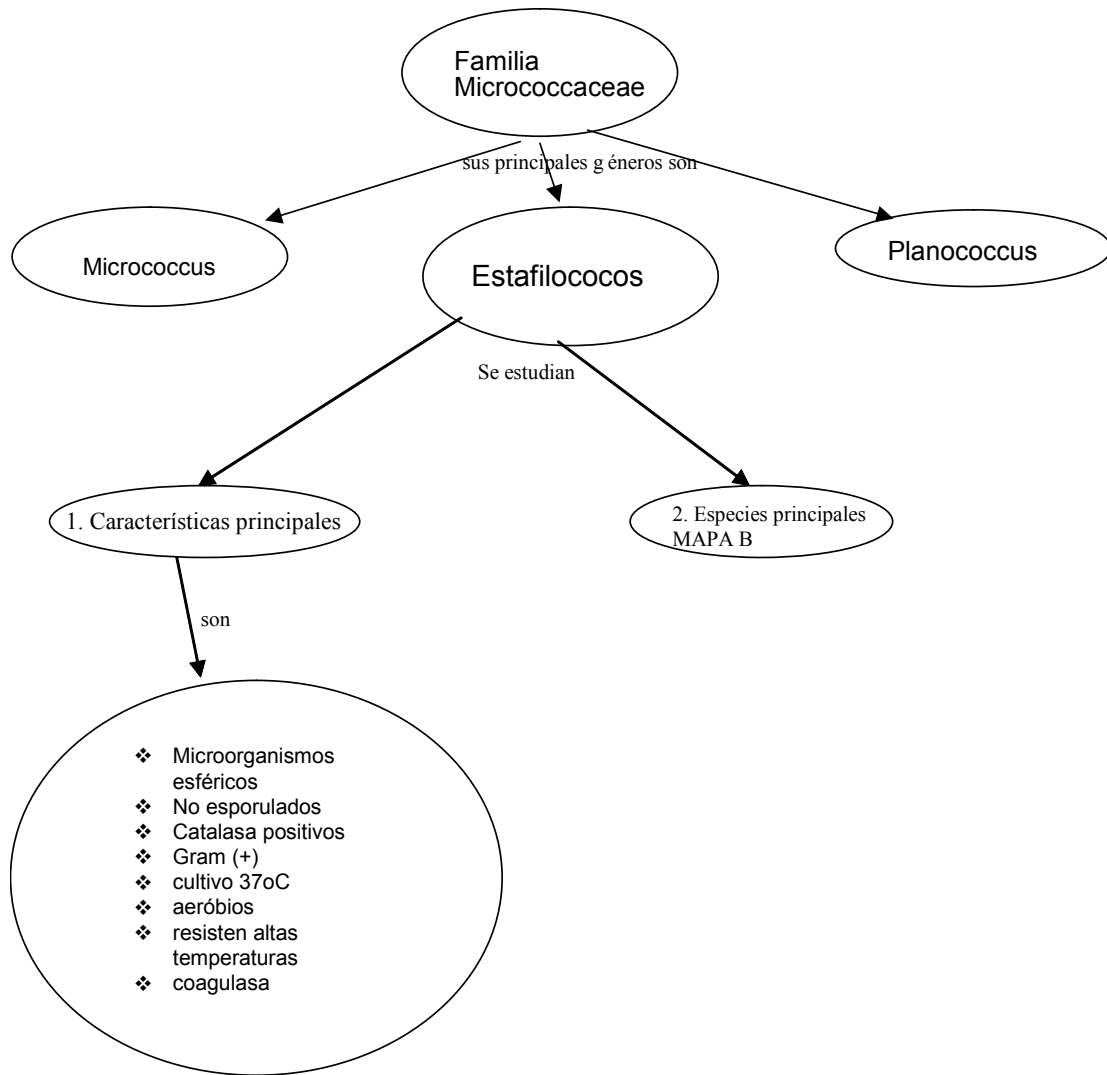 Familia
Micrococcaceae
sus principales g éneros son
Micrococcus
Estafilococos
Planococcus
Se estudian
1. Características principales
2. Especies principales
MAPA B
son
❖ Microorganismos
esféricos
❖ No esporulados
❖ Catalasa positivos
❖ Gram (+)
❖ cultivo 37oC
❖ aeróbios
❖ resisten altas
temperaturas
❖ coagulasa